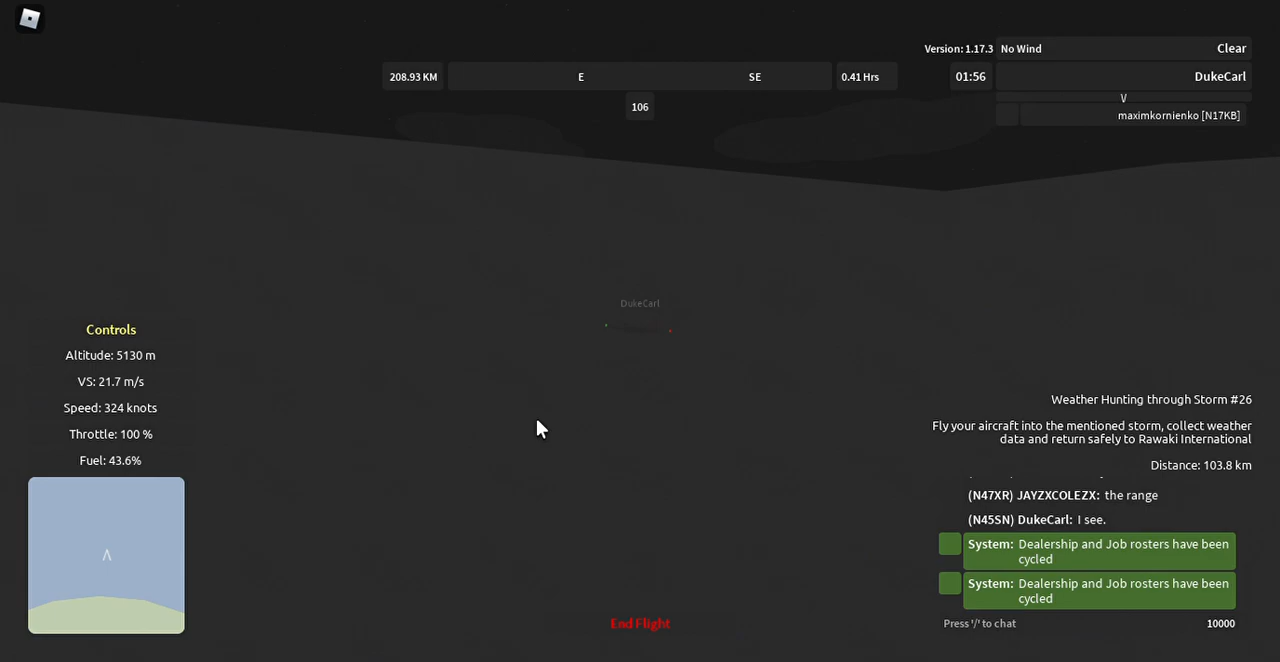 Version: 1.17.3 No Wind Clear
208.93 KM E SE 0.41 Hrs 01:56 DukeCarl
V
106 maximkornienko [N17KB]
DukeCarl
Controls
Altitude: 5130 m
VS: 21.7 m/s
Speed: 324 knots
Throttle: 100 %
Fuel: 43.6%
Weather Hunting through Storm #26
Fly your aircraft into the mentioned storm, collect weather
data and return safely to Rawaki International
Distance: 103.8 km
(N47XR) JAYZXCOLEZX: the range
(N45SN) DukeCarl: I see.
System: Dealership and Job rosters have been
cycled
System: Dealership and Job rosters have been
cycled
Press '/' to chat 10000
End Flight